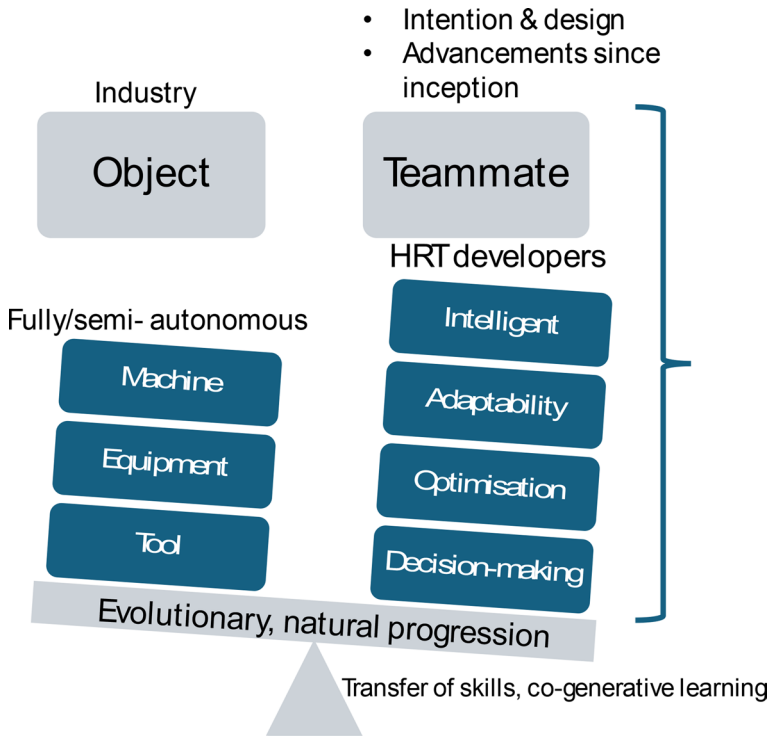 • Intention & design
• Advancements since
inception
Industry
Object
Teammate
HRT developers
Fully/semi- autonomous
Machine
Equipment
Tool
Intelligent
Adaptability
Optimisation
Decision-making
Evolutionary, natural progression
Transfer of skills, co-generative learning